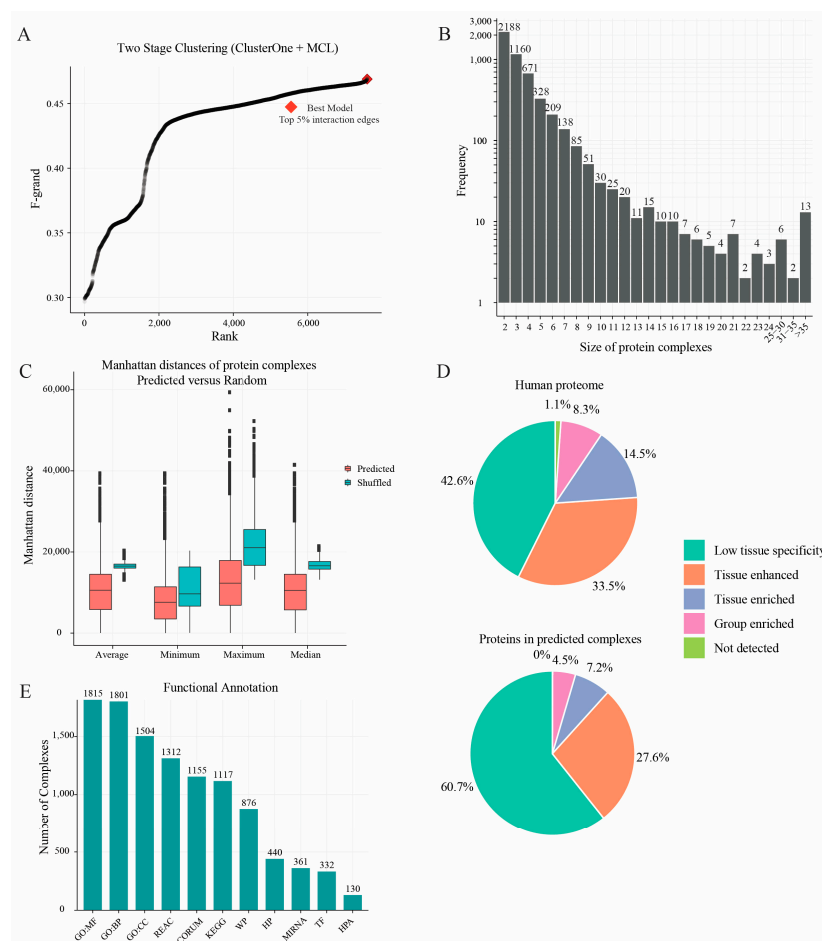 A
Two Stage Clustering (ClusterOne + MCL)
F-grand
0.45
0.40
0.35
0.30
Best Model
Top 5% interaction edges
0
2,000
4,000
6,000
Rank
B
Frequency
3,000
2,000
1,000
100
10
1
2188
1160
671
328
209
138
85
51
30
25
20
11
15
10
10
7
6
5
4
7
2
4
3
6
2
13
2 3 4 5 6 7 8 9 10 11 12 13 14 15 16 17 18 19 20 21 22 23 24 25-30 31-35 >35
Size of protein complexes
C
Manhattan distances of protein complexes
Predicted versus Random
Manhattan distance
60,000
40,000
20,000
0
Predicted
Shuffled
Average
Minimum
Maximum
Median
D
Human proteome
1.1%
8.3%
14.5%
42.6%
33.5%
Low tissue specificity
Tissue enhanced
Tissue enriched
Group enriched
Not detected
Proteins in predicted complexes
0%
4.5%
7.2%
27.6%
60.7%
E
Functional Annotation
Number of Complexes
1,500
1,000
500
0
1815
1801
1504
1312
1155
1117
876
440
361
332
130
GO:MF
GO:BP
GO:CC
REAC
CORUM
KEGG
WP
HP
MIRNA
TF
HPA